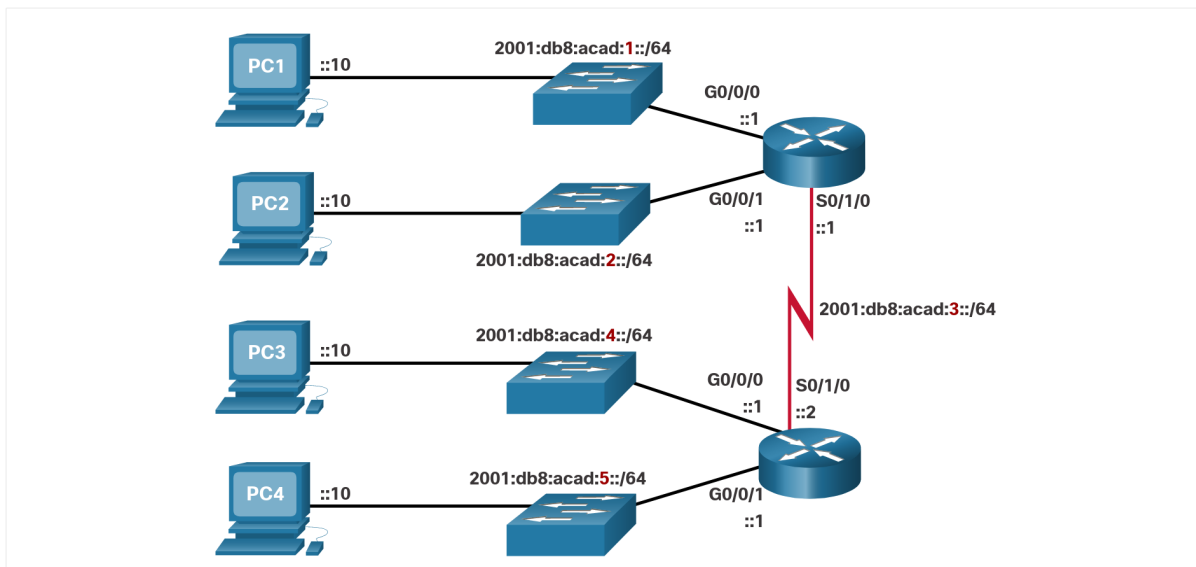 2001:db8:acad:1::/64
PC1
::10
G0/0/0
::1
PC2
::10
G0/0/1
::1
S0/1/0
::1
2001:db8:acad:2::/64
2001:db8:acad:3::/64
2001:db8:acad:4::/64
PC3
::10
G0/0/0
::1
S0/1/0
::2
2001:db8:acad:5::/64
PC4
::10
G0/0/1
::1